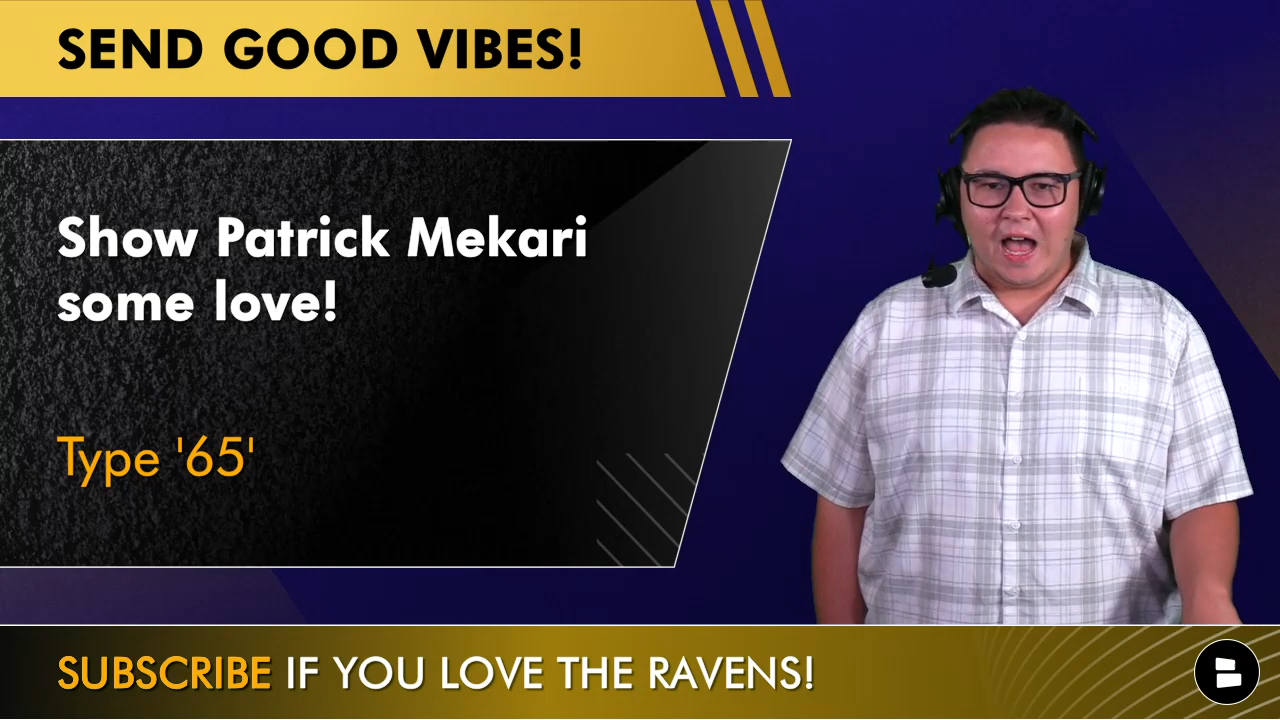 SEND GOOD VIBES!
Show Patrick Mekari
some love!
Type '65'
SUBSCRIBE IF YOU LOVE THE RAVENS!